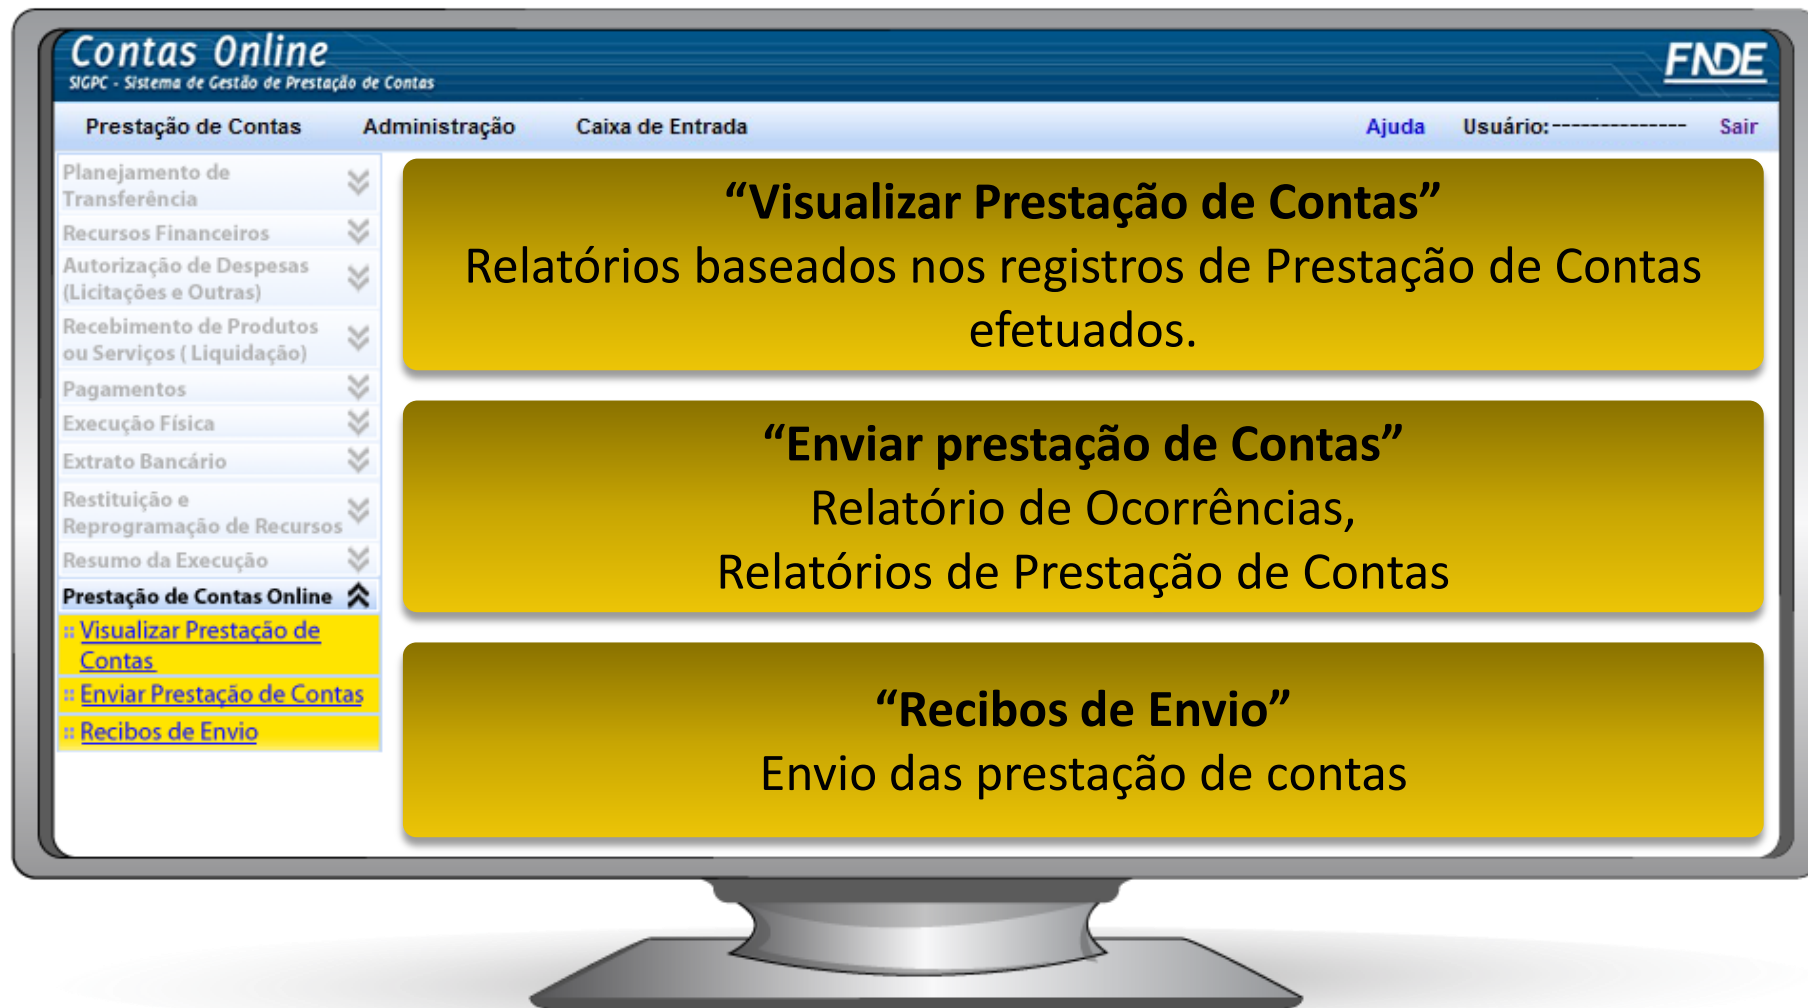 Contas Online
SIGPC - Sistema de Gestão de Prestação de Contas
FNDE
Prestação de Contas Administração Caixa de Entrada Ajuda Usuário:-------------- Sair
Planejamento de
Transferência
Recursos Financeiros
Autorização de Despesas
(Licitações e Outras)
Recebimento de Produtos
ou Serviços ( Liquidação)
Pagamentos
Execução Física
Extrato Bancário
Restituição e
Reprogramação de Recursos
Resumo da Execução
Prestação de Contas Online
:: Visualizar Prestação de
Contas
:: Enviar Prestação de Contas
:: Recibos de Envio
“Visualizar Prestação de Contas”
Relatórios baseados nos registros de Prestação de Contas
efetuados.
“Enviar prestação de Contas”
Relatório de Ocorrências,
Relatórios de Prestação de Contas
“Recibos de Envio”
Envio das prestação de contas